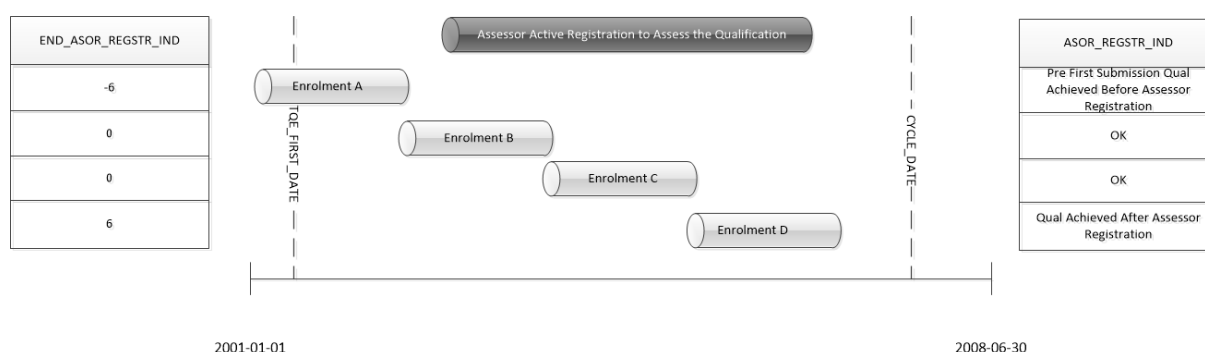 END_ASOR_REGSTR_IND
-6
0
0
6
Assessor Active Registration to Assess the Qualification
Enrolment A
Enrolment B
Enrolment C
Enrolment D
TQE_FIRST_DATE
CYCLE_DATE
ASOR_REGSTR_IND
Pre First Submission Qual
Achieved Before Assessor
Registration
OK
OK
Qual Achieved After Assessor
Registration
2001-01-01
2008-06-30